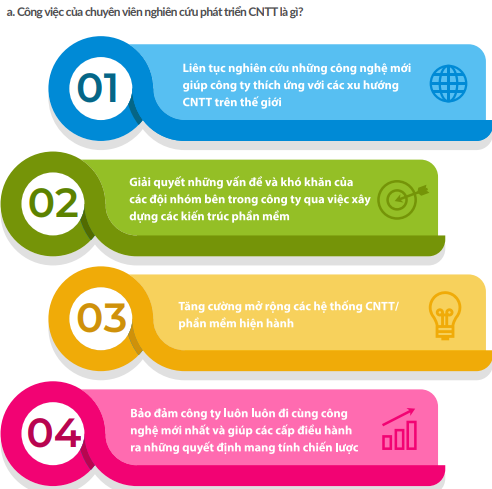 a. Công việc của chuyên viên nghiên cứu phát triển CNTT là gì?
01
Liên tục nghiên cứu những công nghệ mới
giúp công ty thích ứng với các xu hướng
CNTT trên thế giới
02
Giải quyết những vấn đề và khó khăn của
các đội nhóm bên trong công ty qua việc xây
dựng các kiến trúc phần mềm
03
Tăng cường mở rộng các hệ thống CNTT/
phần mềm hiện hành
04
Bảo đảm công ty luôn luôn đi cùng công
nghệ mới nhất và giúp các cấp điều hành
ra những quyết định mang tính chiến lược